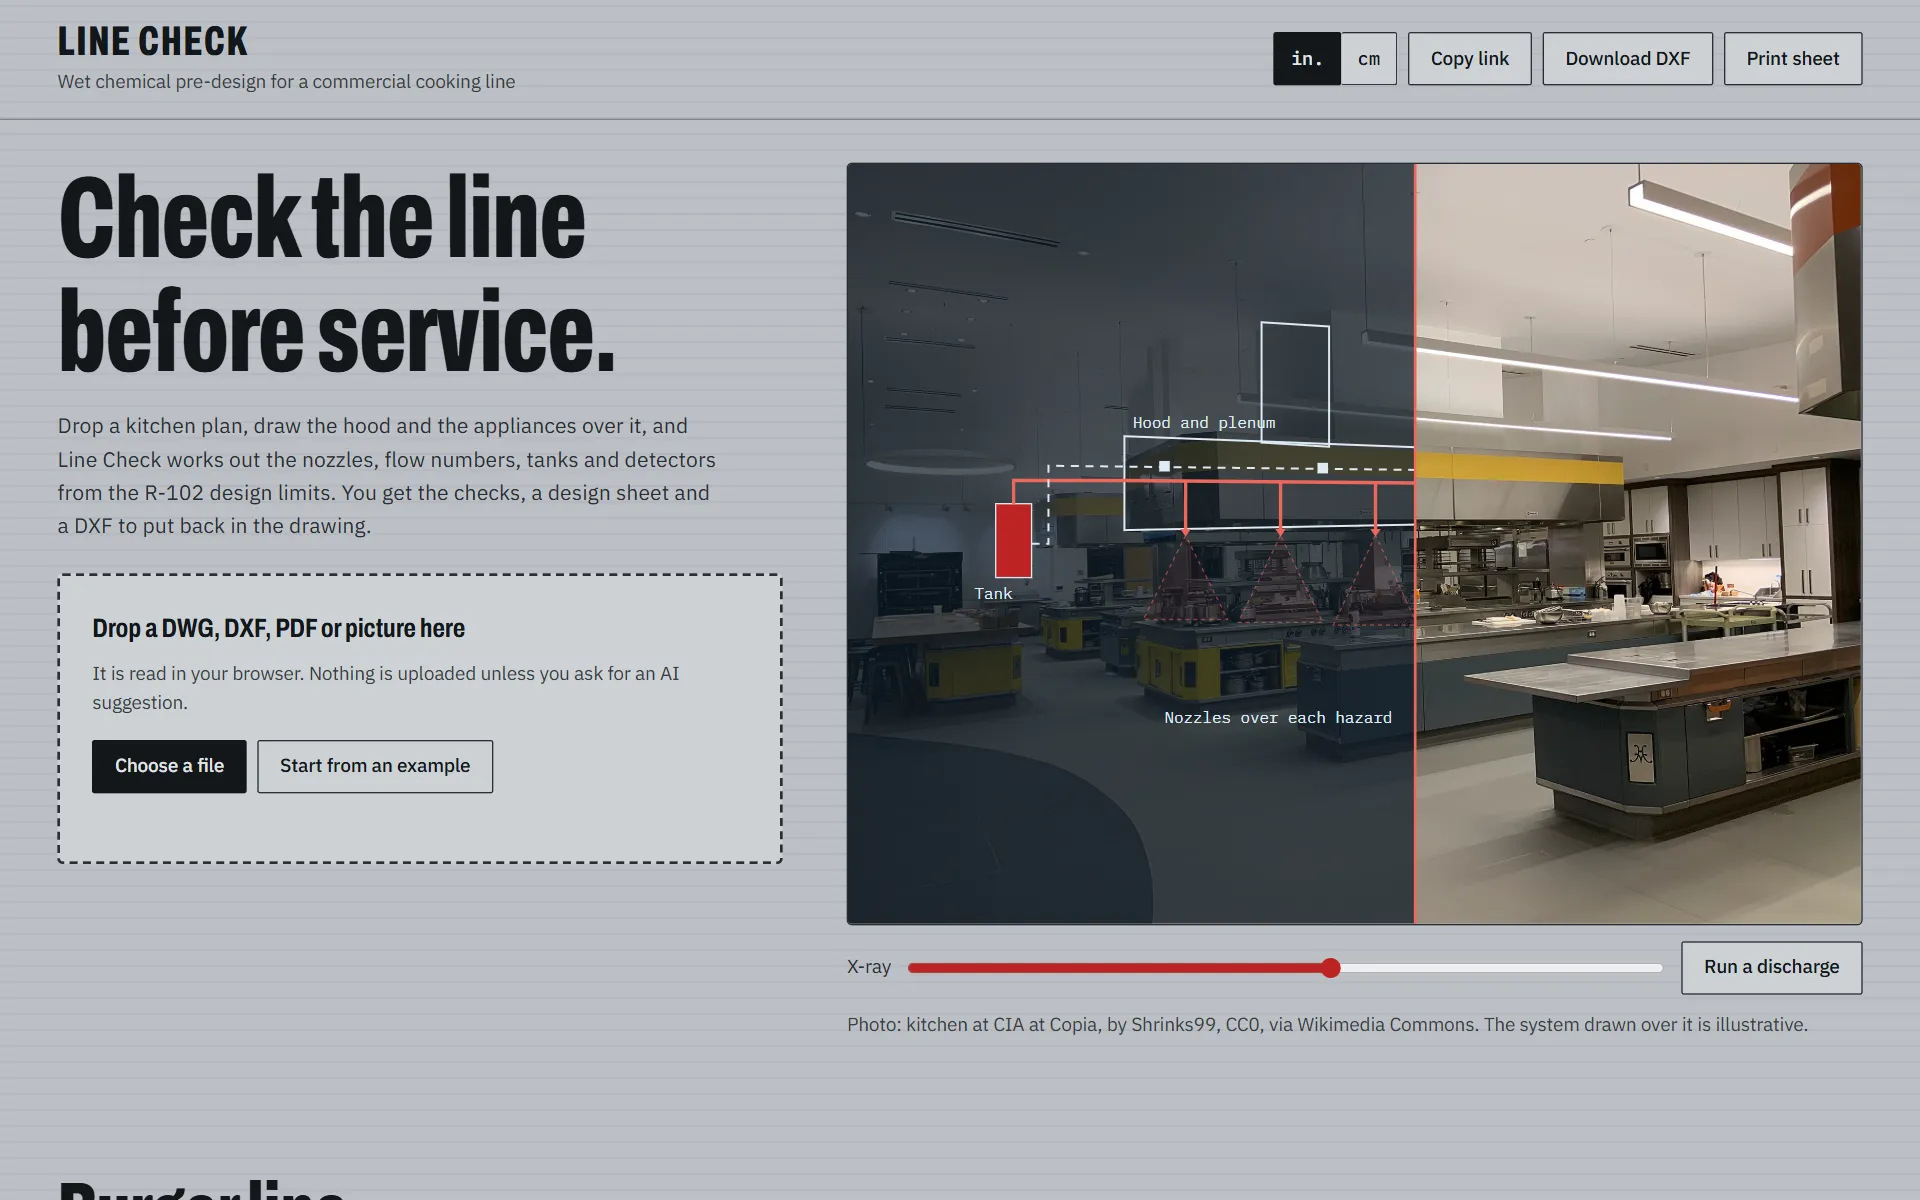 LINE CHECK
Wet chemical pre-design for a commercial cooking line
in.
cm
Copy link
Download DXF
Print sheet
Check the line
before service.
Drop a kitchen plan, draw the hood and the appliances over it, and
Line Check works out the nozzles, flow numbers, tanks and detectors
from the R-102 design limits. You get the checks, a design sheet and
a DXF to put back in the drawing.
Drop a DWG, DXF, PDF or picture here
It is read in your browser. Nothing is uploaded unless you ask for an AI
suggestion.
Choose a file
Start from an example
Hood and plenum
Tank
Nozzles over each hazard
X-ray
Run a discharge
Photo: kitchen at CIA at Copia, by Shrinks99, CC0, via Wikimedia Commons. The system drawn over it is illustrative.
Burger line